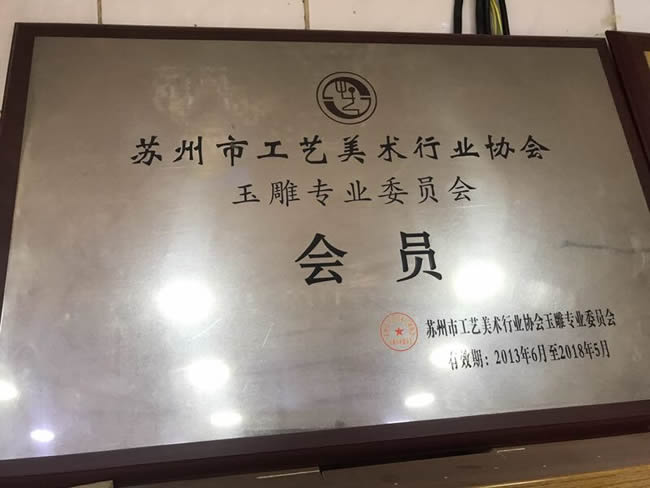 苏州市工艺美术行业协会
玉雕专业委员会
会员
苏州市工艺美术行业协会玉雕专业委员会
有效期：2013年6月至2018年5月